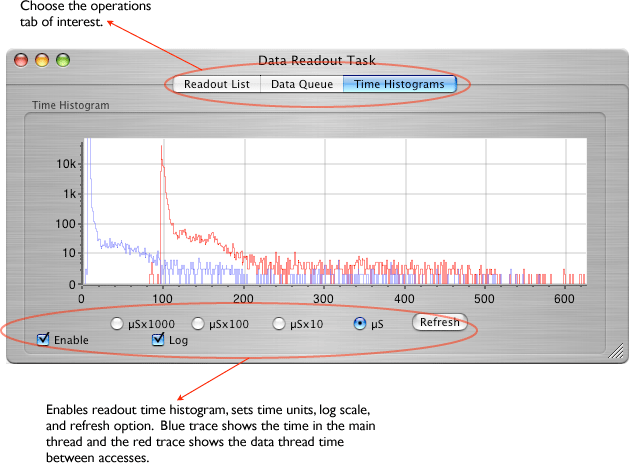 Choose the operations
tab of interest.
Data Readout Task
Readout List Data Queue Time Histograms
Time Histogram
10k
1k
100
10
0
0 100 200 300 400 500 600
µSx1000 µSx100 µSx10 µS Refresh
Enable Log
Enables readout time histogram, sets time units, log scale,
and refresh option. Blue trace shows the time in the main
thread and the red trace shows the data thread time
between accesses.